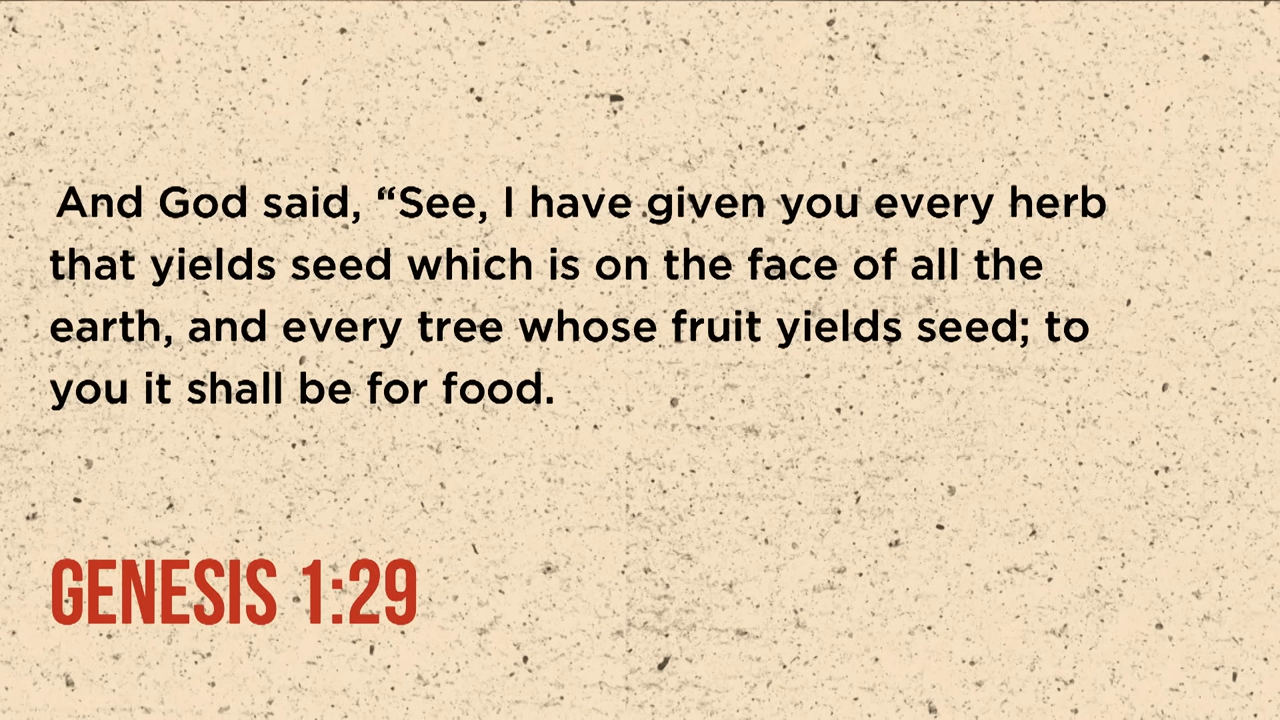 And God said, “See, I have given you every herb
that yields seed which is on the face of all the
earth, and every tree whose fruit yields seed; to
you it shall be for food.
GENESIS 1:29